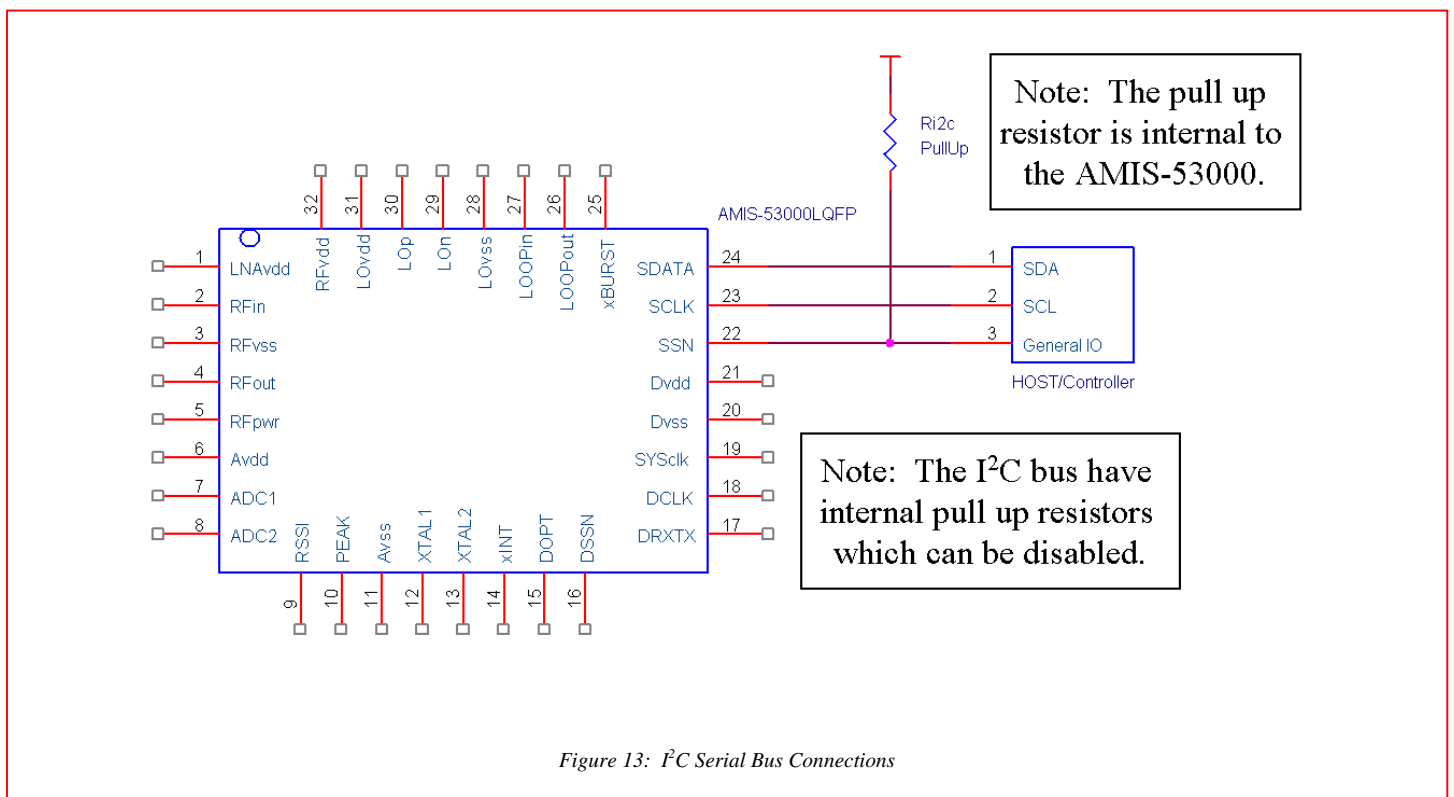 Note: The pull up
resistor is internal to
the AMIS-53000.
Ri2c
PullUp
AMIS-53000LQFP
32 31 30 29 28 27 26 25
RFvdd LOvdd LOp LOn LOvss LOOPin LOOPout xBURST
1 LNAvdd
2 RFin
3 RFvss
4 RFout
5 RFpwr
6 Avdd
7 ADC1
8 ADC2
SDATA 24
SCLK 23
SSN 22
Dvdd 21
Dvss 20
SYSclk 19
DCLK 18
DRXTX 17
RSSI PEAK Avss XTAL1 XTAL2 xINT DOPT DSSN
9 10 11 12 13 14 15 16
1 SDA
2 SCL
3 General IO
HOST/Controller
Note: The I²C bus have
internal pull up resistors
which can be disabled.
Figure 13: I²C Serial Bus Connections